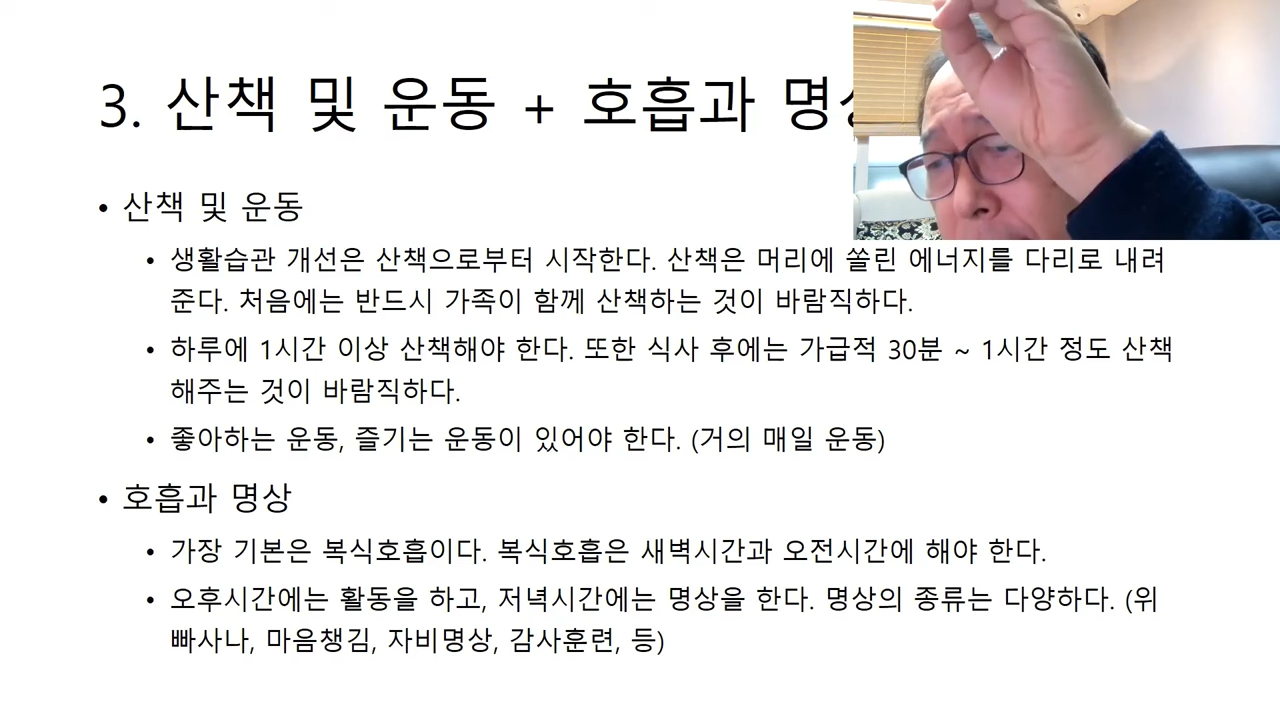 3. 산책 및 운동 + 호흡과
• 산책 및 운동
• 생활습관 개선은 산책으로부터 시작한다. 산책은 머리에 쏠린 에너지를 다리로 내려
준다. 처음에는 반드시 가족이 함께 산책하는 것이 바람직하다.
• 하루에 1시간 이상 산책해야 한다. 또한 식사 후에는 가급적 30분 ~ 1시간 정도 산책
해주는 것이 바람직하다.
• 좋아하는 운동, 즐기는 운동이 있어야 한다. (거의 매일 운동)
• 호흡과 명상
• 가장 기본은 복식호흡이다. 복식호흡은 새벽시간과 오전시간에 해야 한다.
• 오후시간에는 활동을 하고, 저녁시간에는 명상을 한다. 명상의 종류는 다양하다. (위
빠사나, 마음챙김, 자비명상, 감사훈련, 등)